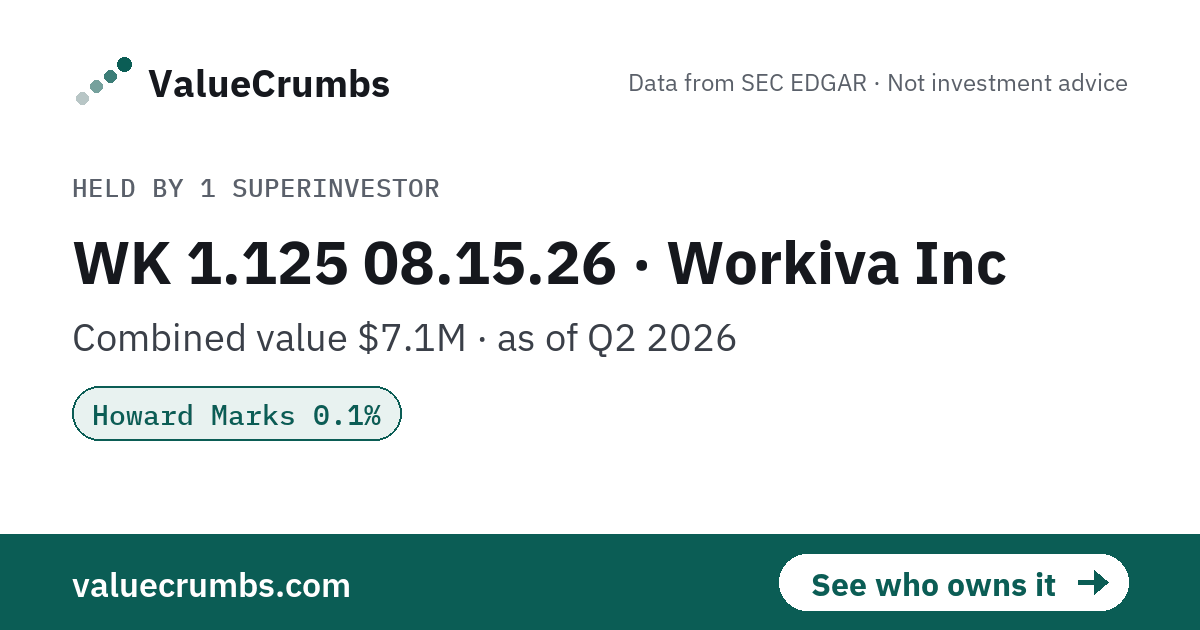 ValueCrumbs
Data from SEC EDGAR · Not investment advice
HELD BY 1 SUPERINVESTOR
WK 1.125 08.15.26 · Workiva Inc
Combined value $7.1M · as of Q2 2026
Howard Marks 0.1%
valuecrumbs.com
See who owns it